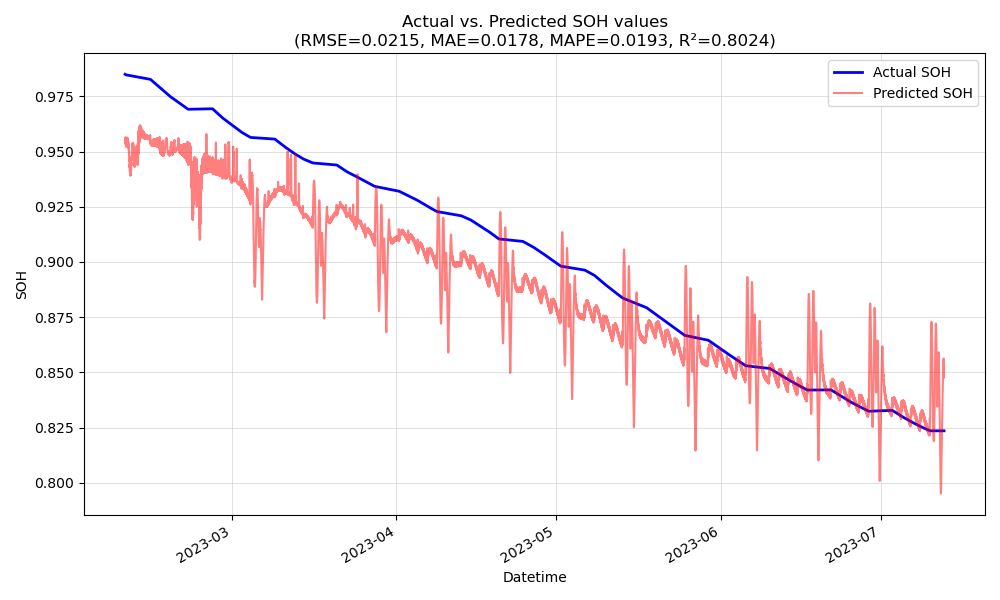 Actual vs. Predicted SOH values
(RMSE=0.0215, MAE=0.0178, MAPE=0.0193, R²=0.8024)
Actual SOH
Predicted SOH
0.975
0.950
0.925
0.900
0.875
0.850
0.825
0.800
SOH
2023-03
2023-04
2023-05
2023-06
2023-07
Datetime